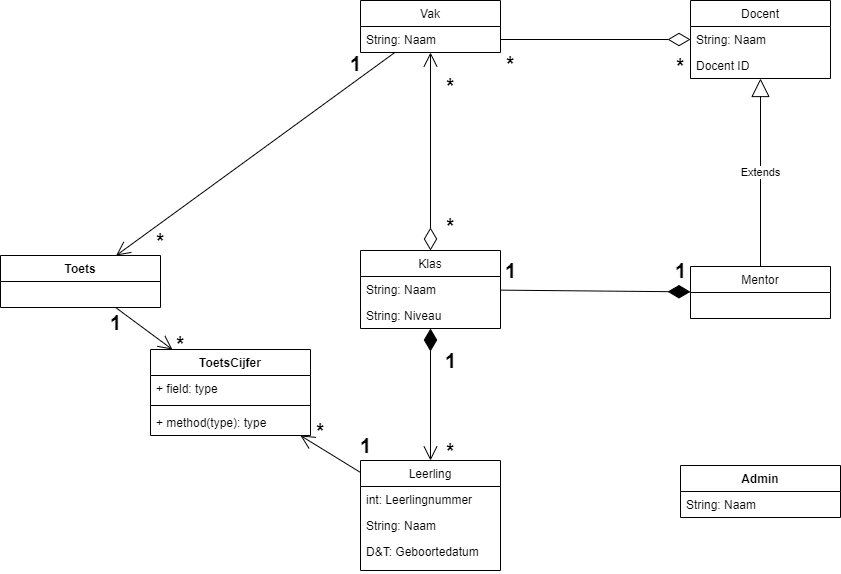 Vak
String: Naam
Docent
String: Naam
Docent ID
1
*
*
*
Extends
*
*
Toets
Klas
String: Naam
String: Niveau
1
1
Mentor
1
*
ToetsCijfer
+ field: type
+ method(type): type
1
*
1
*
Leerling
int: Leerlingnummer
String: Naam
D&T: Geboortedatum
Admin
String: Naam